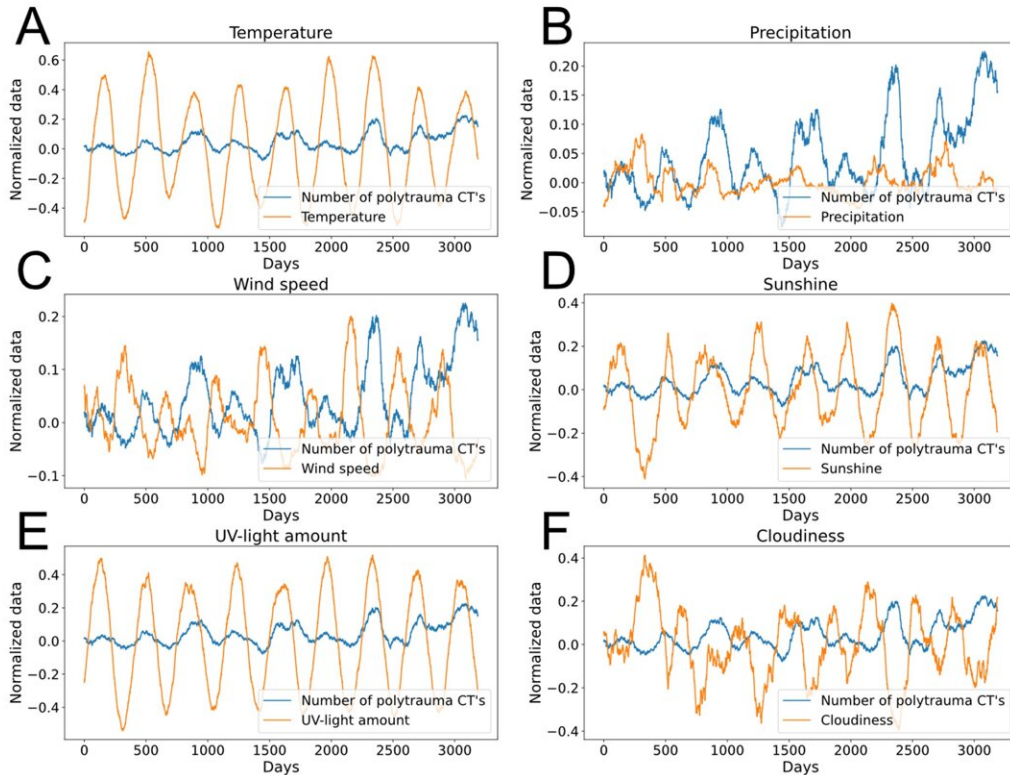 A
Temperature
Normalized data
0.6
0.4
0.2
0.0
−0.2
−0.4
Number of polytrauma CT's
Temperature
0 500 1000 1500 2000 2500 3000
Days
B
Precipitation
Normalized data
0.20
0.15
0.10
0.05
0.00
−0.05
Number of polytrauma CT's
Precipitation
0 500 1000 1500 2000 2500 3000
Days
C
Wind speed
Normalized data
0.2
0.1
0.0
−0.1
Number of polytrauma CT's
Wind speed
0 500 1000 1500 2000 2500 3000
Days
D
Sunshine
Normalized data
0.4
0.2
0.0
−0.2
−0.4
Number of polytrauma CT's
Sunshine
0 500 1000 1500 2000 2500 3000
Days
E
UV-light amount
Normalized data
0.4
0.2
0.0
−0.2
−0.4
Number of polytrauma CT's
UV-light amount
0 500 1000 1500 2000 2500 3000
Days
F
Cloudiness
Normalized data
0.4
0.2
0.0
−0.2
−0.4
Number of polytrauma CT's
Cloudiness
0 500 1000 1500 2000 2500 3000
Days